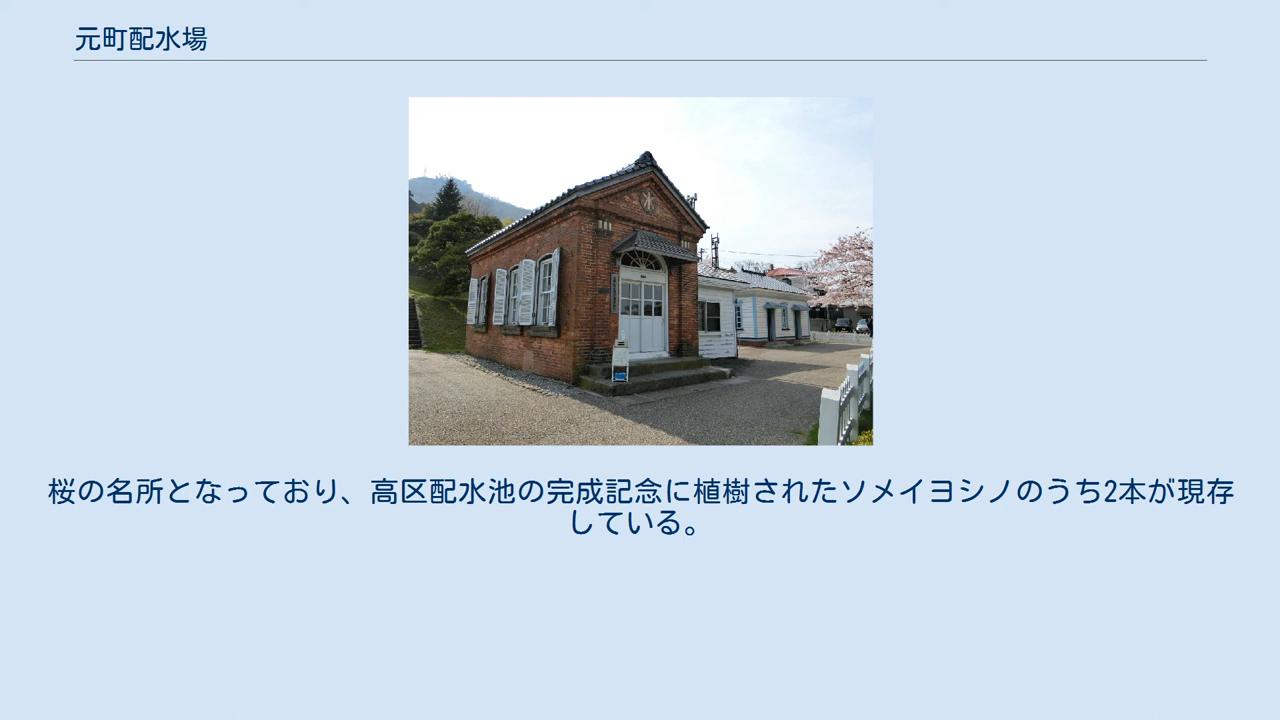 元町配水場
水
桜の名所となっており、高区配水池の完成記念に植樹されたソメイヨシノのうち2本が現存
している。